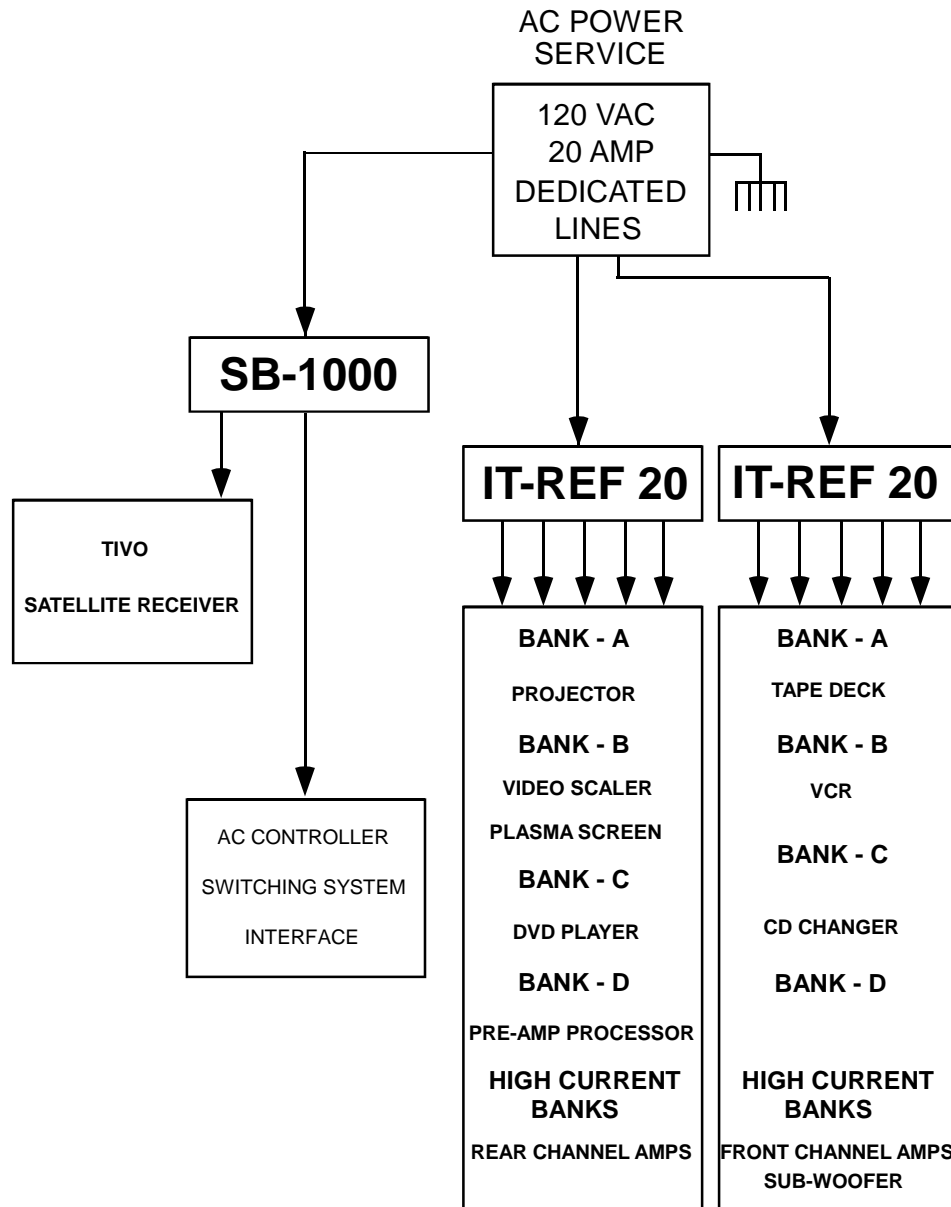 AC POWER
SERVICE
120 VAC
20 AMP
DEDICATED
LINES
SB-1000
TIVO
SATELLITE RECEIVER
AC CONTROLLER
SWITCHING SYSTEM
INTERFACE
IT-REF 20
BANK - A
PROJECTOR
BANK - B
VIDEO SCALER
PLASMA SCREEN
BANK - C
DVD PLAYER
BANK - D
PRE-AMP PROCESSOR
HIGH CURRENT
BANKS
REAR CHANNEL AMPS
IT-REF 20
BANK - A
TAPE DECK
BANK - B
VCR
BANK - C
CD CHANGER
BANK - D
HIGH CURRENT
BANKS
FRONT CHANNEL AMPS
SUB-WOOFER